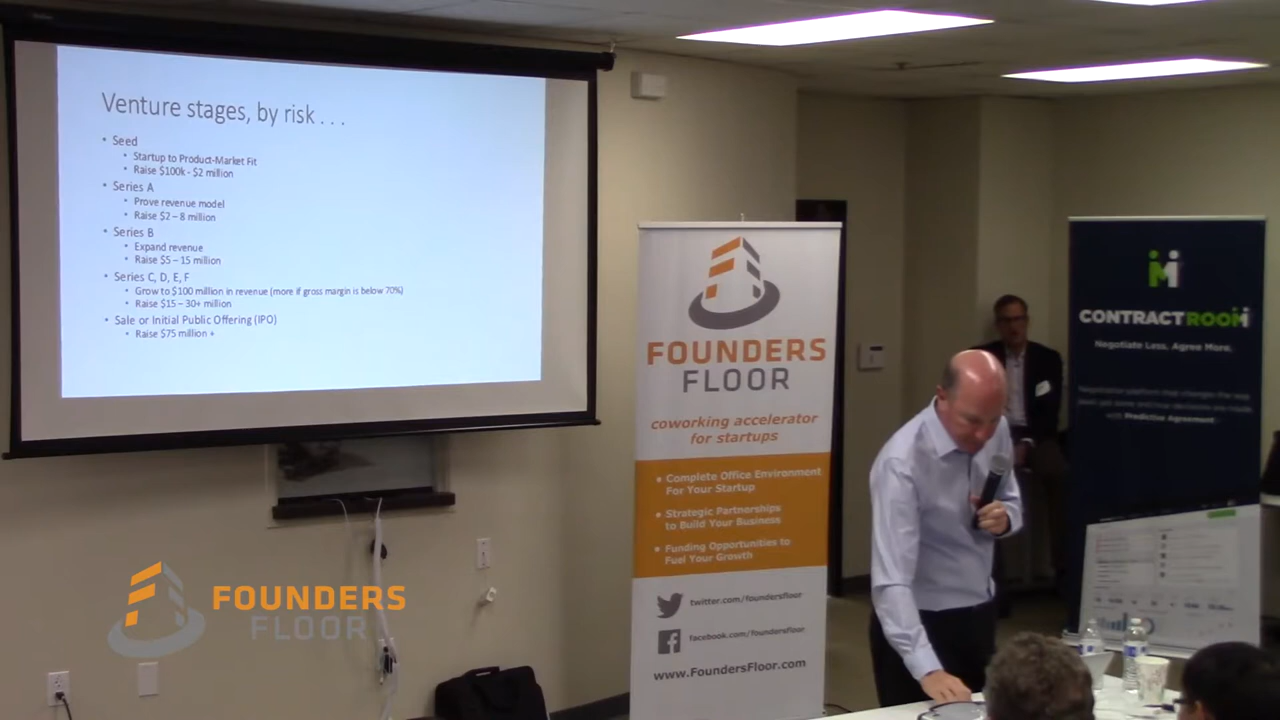 Venture stages, by risk . . .
• Seed
• Startup to Product-Market Fit
• Raise $100k - $2 million
• Series A
• Prove revenue model
• Raise $2 – 8 million
• Series B
• Expand revenue
• Raise $5 – 15 million
• Series C, D, E, F
• Grow to $100 million in revenue (more if gross margin is below 70%)
• Raise $15 – 30+ million
• Sale or Initial Public Offering (IPO)
• Raise $75 million +
FOUNDERS
FLOOR
coworking accelerator
for startups
• Complete Office Environment
For Your Startup
• Strategic Partnerships
to Build Your Business
• Funding Opportunities to
Fuel Your Growth
twitter.com/foundersfloor
facebook.com/foundersfloor
www.FoundersFloor.com
CONTRACTROOM
Negotiate Less, Agree More.
with Predictive Agreement
FOUNDERS
FLOOR